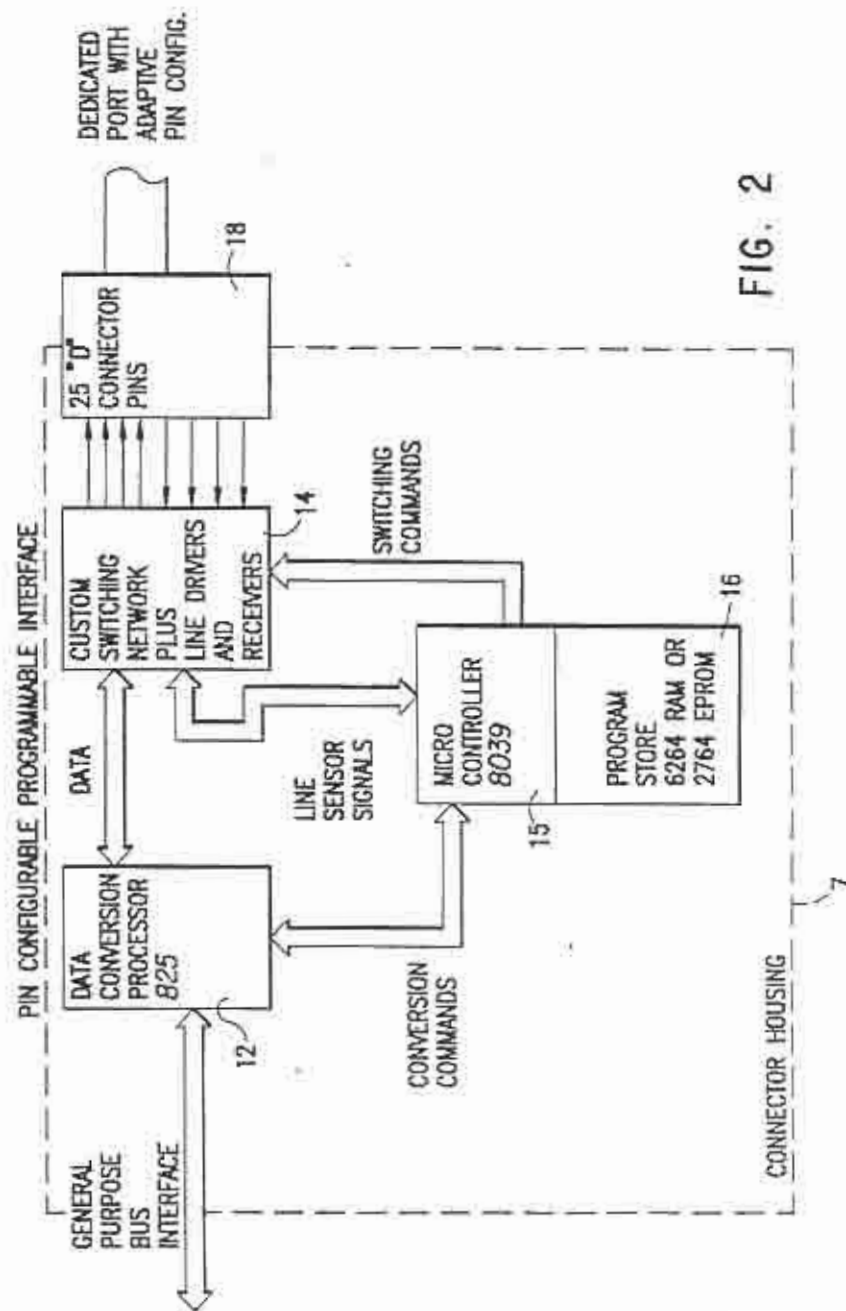 PIN CONFIGURABLE PROGRAMMABLE INTERFACE
GENERAL
PURPOSE
BUS
INTERFACE
DATA
CONVERSION
PROCESSOR
825
12
DATA
CUSTOM
SWITCHING
NETWORK
PLUS
LINE DRIVERS
AND
RECEIVERS
14
25 "D"
CONNECTOR
PINS
18
DEDICATED
PORT WITH
ADAPTIVE
PIN CONFIG.
LINE
SENSOR
SIGNALS
SWITCHING
COMMANDS
CONVERSION
COMMANDS
MICRO
CONTROLLER
8039
15
PROGRAM
STORE
6264 RAM OR
2764 EPROM
16
CONNECTOR HOUSING
7
FIG. 2